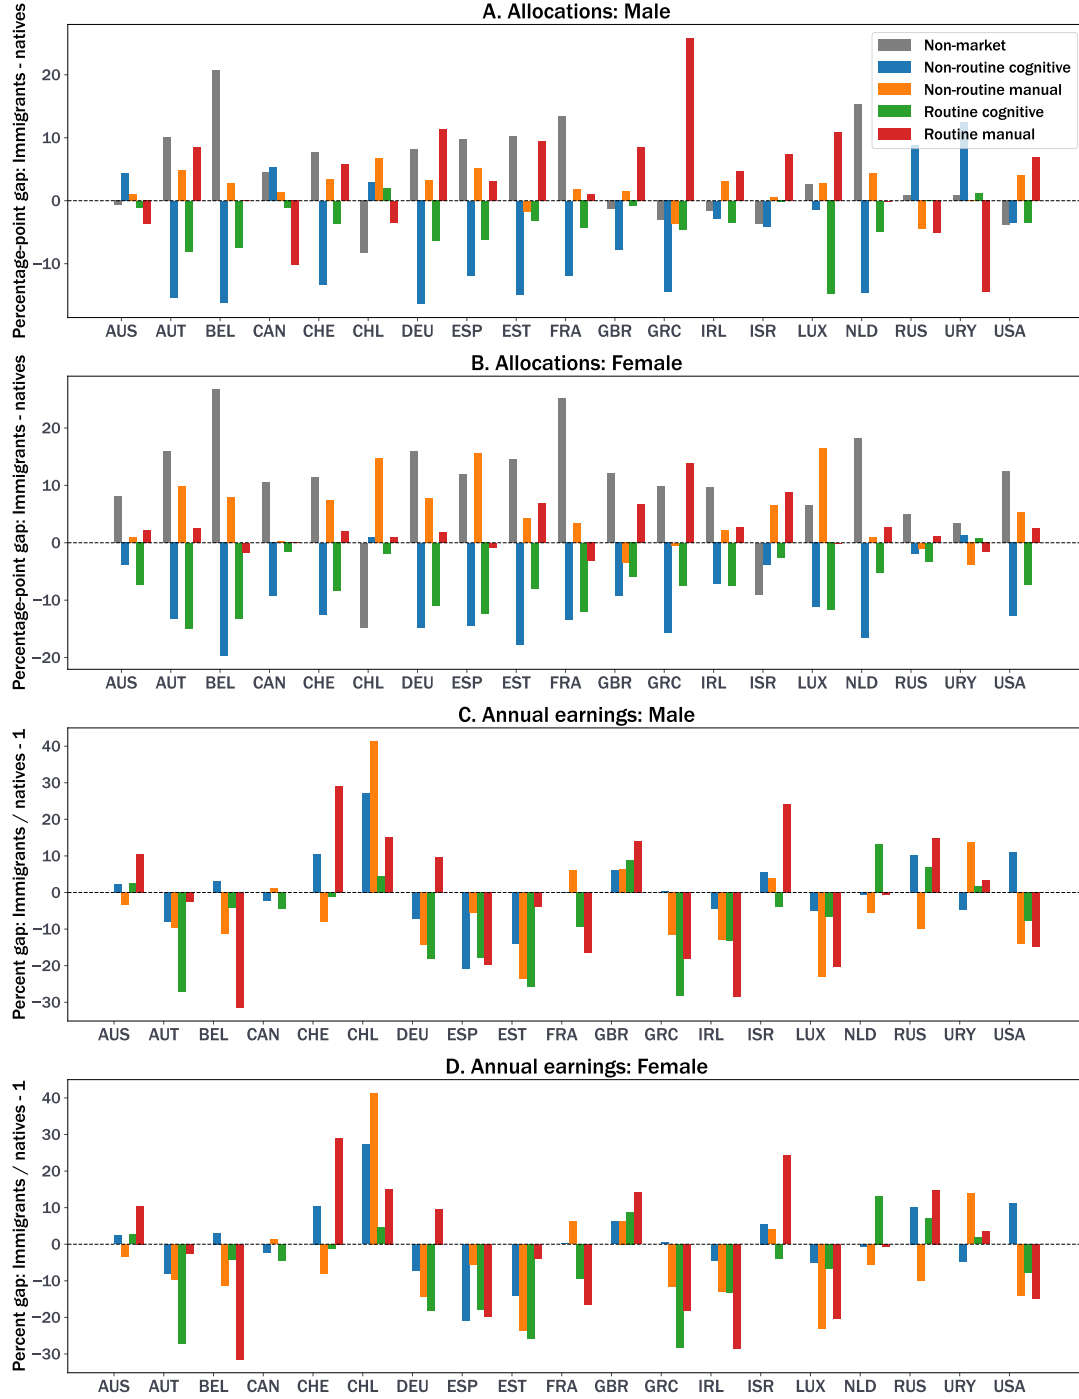 A. Allocations: Male
Percentage-point gap: Immigrants - natives
Non-market
Non-routine cognitive
Non-routine manual
Routine cognitive
Routine manual
20
10
0
−10
AUS AUT BEL CAN CHE CHL DEU ESP EST FRA GBR GRC IRL ISR LUX NLD RUS URY USA
B. Allocations: Female
Percentage-point gap: Immigrants - natives
20
10
0
−10
−20
AUS AUT BEL CAN CHE CHL DEU ESP EST FRA GBR GRC IRL ISR LUX NLD RUS URY USA
C. Annual earnings: Male
Percent gap: Immigrants / natives - 1
40
30
20
10
0
−10
−20
−30
AUS AUT BEL CAN CHE CHL DEU ESP EST FRA GBR GRC IRL ISR LUX NLD RUS URY USA
D. Annual earnings: Female
Percent gap: Immigrants / natives - 1
40
30
20
10
0
−10
−20
−30
AUS AUT BEL CAN CHE CHL DEU ESP EST FRA GBR GRC IRL ISR LUX NLD RUS URY USA